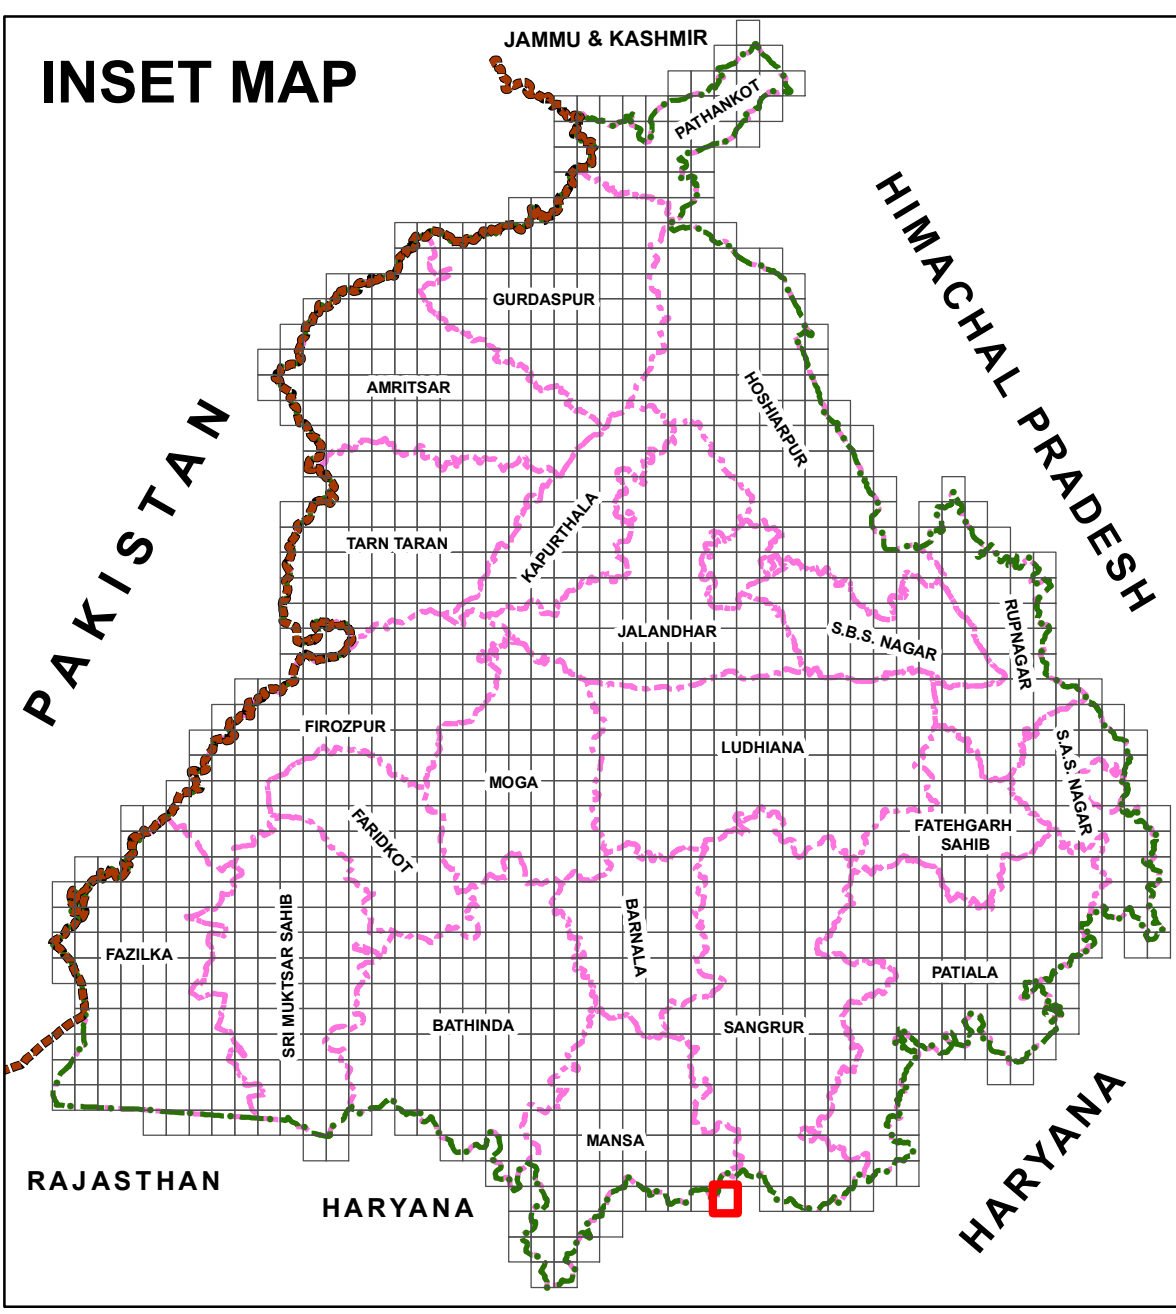 JAMMU & KASHMIR
INSET MAP
PATHANKOT
HIMACHAL PRADESH
GURDASPUR
AMRITSAR
HOSHIARPUR
PAKISTAN
KAPURTHALA
TARN TARAN
JALANDHAR
S.B.S. NAGAR
RUPNAGAR
FIROZPUR
LUDHIANA
S.A.S. NAGAR
MOGA
FARIDKOT
FATEHGARH
SAHIB
BARNALA
SRI MUKTSAR SAHIB
FAZILKA
PATIALA
BATHINDA
SANGRUR
MANSA
RAJASTHAN
HARYANA
HARYANA